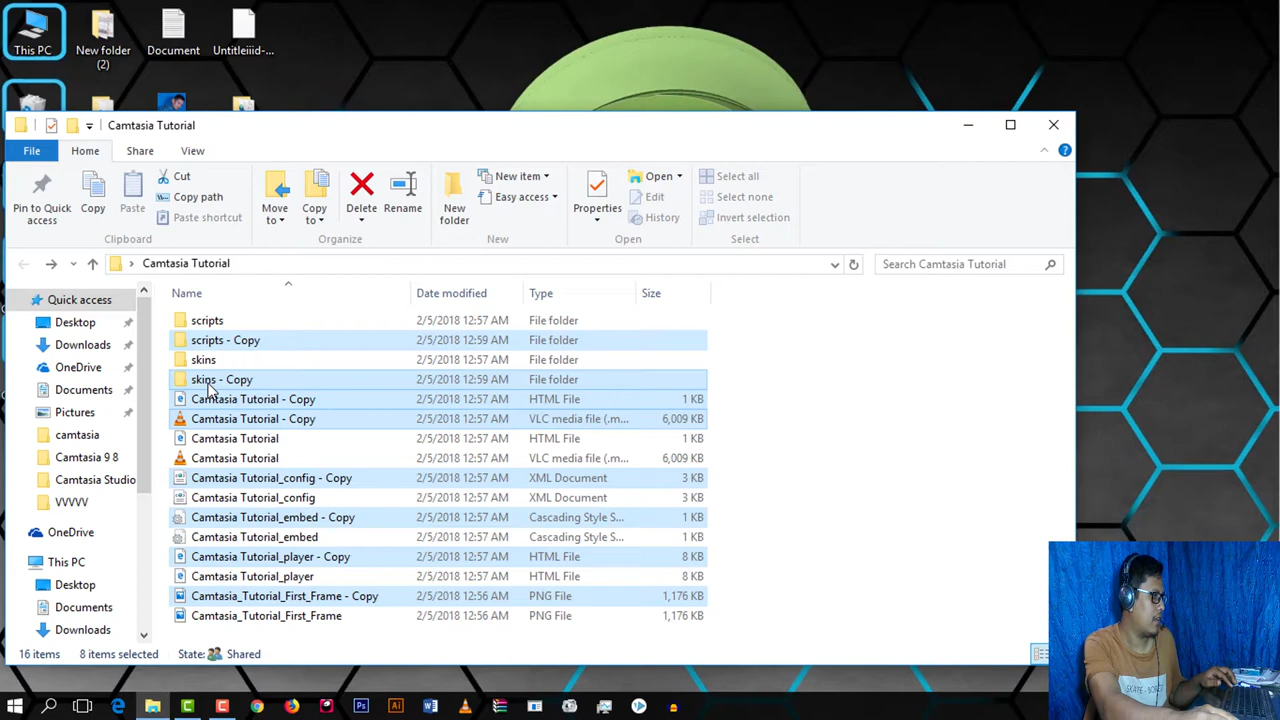 This PC
New folder (2)
Document
Untitleiid-...
Camtasia Tutorial
File Home Share View
Pin to Quick access
Copy
Paste
Cut
Copy path
Paste shortcut
Clipboard
Move to
Copy to
Delete
Rename
Organize
New folder
New item
Easy access
New
Properties
Open
Edit
History
Open
Select all
Select none
Invert selection
Select
Camtasia Tutorial
Search Camtasia Tutorial
Quick access
Desktop
Downloads
OneDrive
Documents
Pictures
camtasia
Camtasia 9 8
Camtasia Studio
VVVVV
OneDrive
This PC
Desktop
Documents
Downloads
Name Date modified Type Size
scripts 2/5/2018 12:57 AM File folder
scripts - Copy 2/5/2018 12:59 AM File folder
skins 2/5/2018 12:57 AM File folder
skins - Copy 2/5/2018 12:59 AM File folder
Camtasia Tutorial - Copy 2/5/2018 12:57 AM HTML File 1 KB
Camtasia Tutorial - Copy 2/5/2018 12:57 AM VLC media file (.m... 6,009 KB
Camtasia Tutorial 2/5/2018 12:57 AM HTML File 1 KB
Camtasia Tutorial 2/5/2018 12:57 AM VLC media file (.m... 6,009 KB
Camtasia Tutorial_config - Copy 2/5/2018 12:57 AM XML Document 3 KB
Camtasia Tutorial_config 2/5/2018 12:57 AM XML Document 3 KB
Camtasia Tutorial_embed - Copy 2/5/2018 12:57 AM Cascading Style S... 1 KB
Camtasia Tutorial_embed 2/5/2018 12:57 AM Cascading Style S... 1 KB
Camtasia Tutorial_player - Copy 2/5/2018 12:57 AM HTML File 8 KB
Camtasia Tutorial_player 2/5/2018 12:57 AM HTML File 8 KB
Camtasia_Tutorial_First_Frame - Copy 2/5/2018 12:56 AM PNG File 1,176 KB
Camtasia_Tutorial_First_Frame 2/5/2018 12:56 AM PNG File 1,176 KB
16 items 8 items selected State: Shared